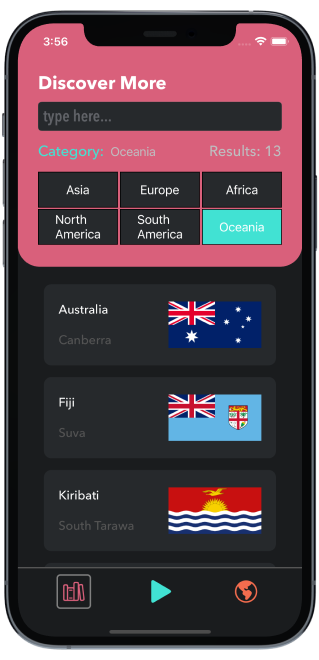 3:56
Discover More
type here...
Category: Oceania Results: 13
Asia Europe Africa
North America South America Oceania
Australia
Canberra
Fiji
Suva
Kiribati
South Tarawa